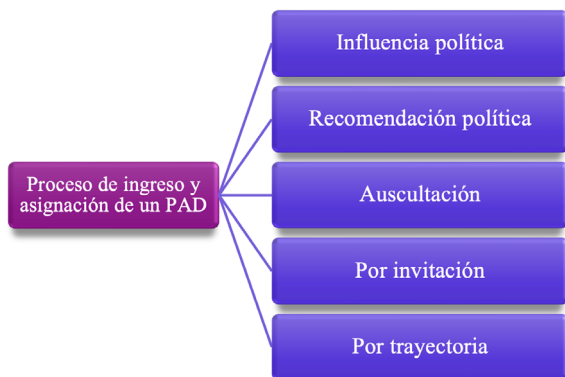 Influencia política
Recomendación política
Proceso de ingreso y
asignación de un PAD
Auscultación
Por invitación
Por trayectoria